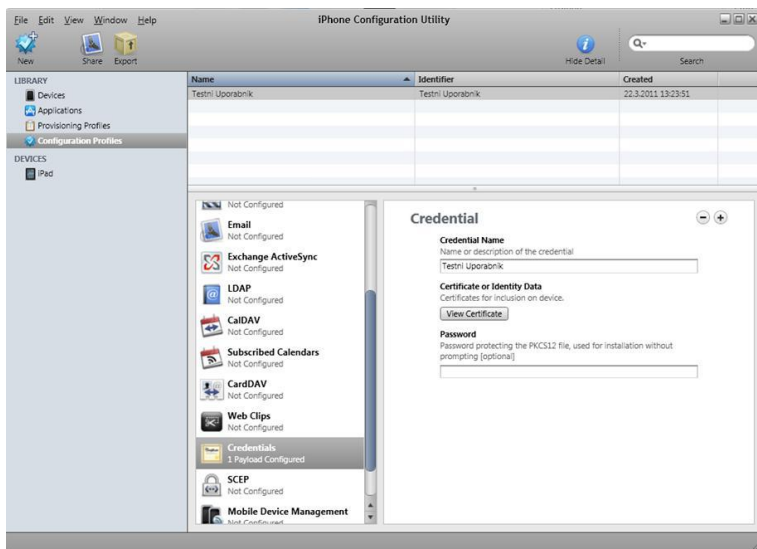 iPhone Configuration Utility
File Edit View Window Help
New Share Export Hide Detail Search
LIBRARY
Devices
Applications
Provisioning Profiles
Configuration Profiles
DEVICES
iPad
Name Identifier Created
Testni Uporabnik Testni Uporabnik 22.3.2011 13:23:51
Not Configured
Email
Not Configured
Exchange ActiveSync
Not Configured
LDAP
Not Configured
CalDAV
Not Configured
Subscribed Calendars
Not Configured
CardDAV
Not Configured
Web Clips
Not Configured
Credentials
1 Payload Configured
SCEP
Not Configured
Mobile Device Management
Not Configured
Credential
Credential Name
Name or description of the credential
Testni Uporabnik
Certificate or Identity Data
Certificates for inclusion on device.
View Certificate
Password
Password protecting the PKCS12 file, used for installation without
prompting [optional]